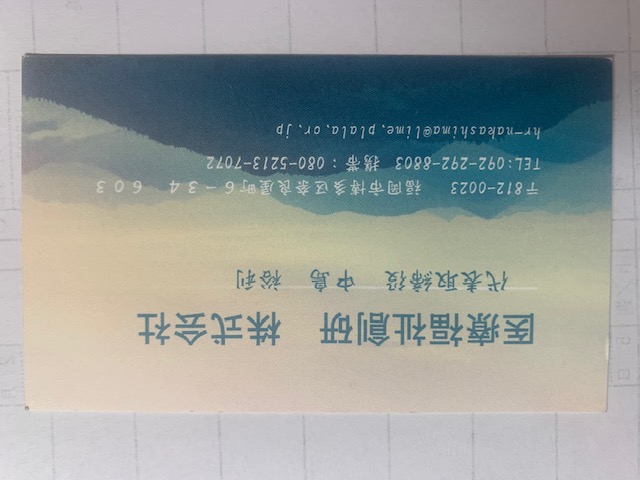 医療福祉創研　株式会社
代表取締役　中島　裕利
〒812-0023　福岡市博多区奈良屋町6-34　603
TEL:092-292-8803 携帯：080-5213-7072
hr-nakashima@lime.plala.or.jp